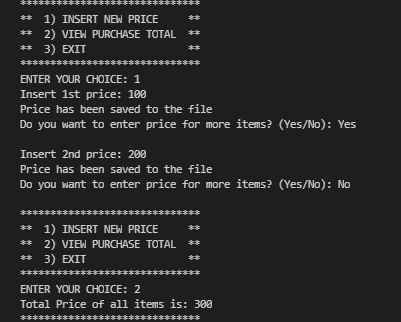 ******************************
**  1) INSERT NEW PRICE     **
**  2) VIEW PURCHASE TOTAL  **
**  3) EXIT                 **
******************************
ENTER YOUR CHOICE: 1
Insert 1st price: 100
Price has been saved to the file
Do you want to enter price for more items? (Yes/No): Yes

Insert 2nd price: 200
Price has been saved to the file
Do you want to enter price for more items? (Yes/No): No

******************************
**  1) INSERT NEW PRICE     **
**  2) VIEW PURCHASE TOTAL  **
**  3) EXIT                 **
******************************
ENTER YOUR CHOICE: 2
Total Price of all items is: 300
******************************